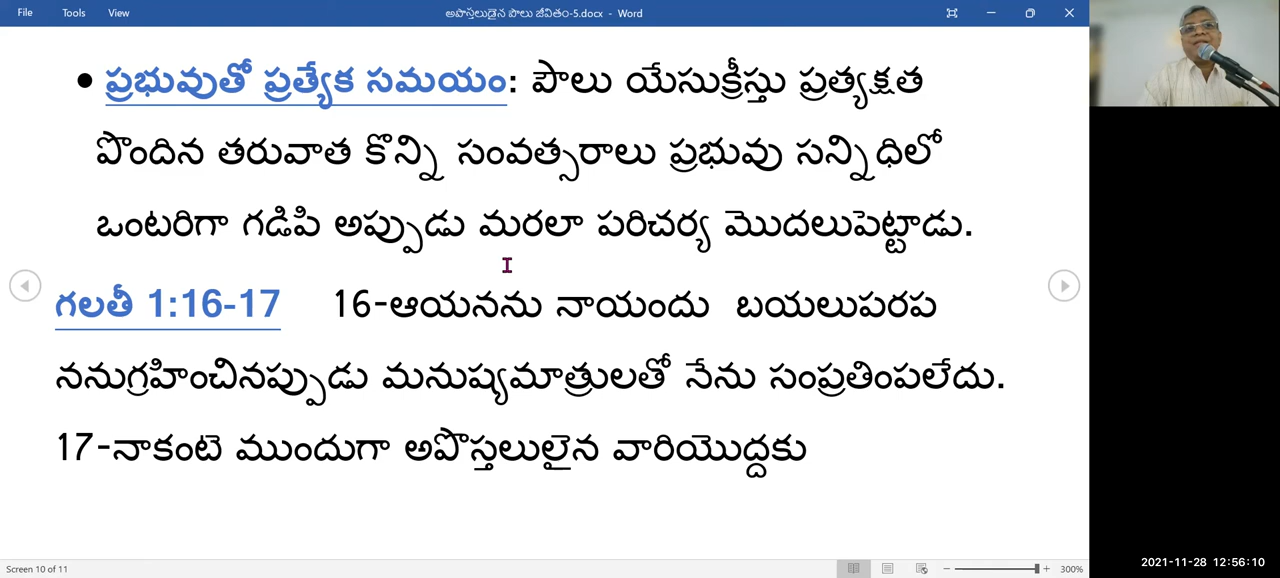 File Tools View అపొస్తలుడైన పౌలు జీవితం-5.docx - Word
• ప్రభువుతో ప్రత్యేక సమయం: పౌలు యేసుక్రీస్తు ప్రత్యక్షత
పొందిన తరువాత కొన్ని సంవత్సరాలు ప్రభువు సన్నిధిలో
ఒంటరిగా గడిపి అప్పుడు మరలా పరిచర్య మొదలుపెట్టాడు.
గలతీ 1:16-17 16-ఆయనను నాయందు బయలుపరప
ననుగ్రహించినప్పుడు మనుష్యమాత్రులతో నేను సంప్రతింపలేదు.
17-నాకంటె ముందుగా అపొస్తలులైన వారియొద్దకు
Screen 10 of 11 300%
2021-11-28 12:56:10